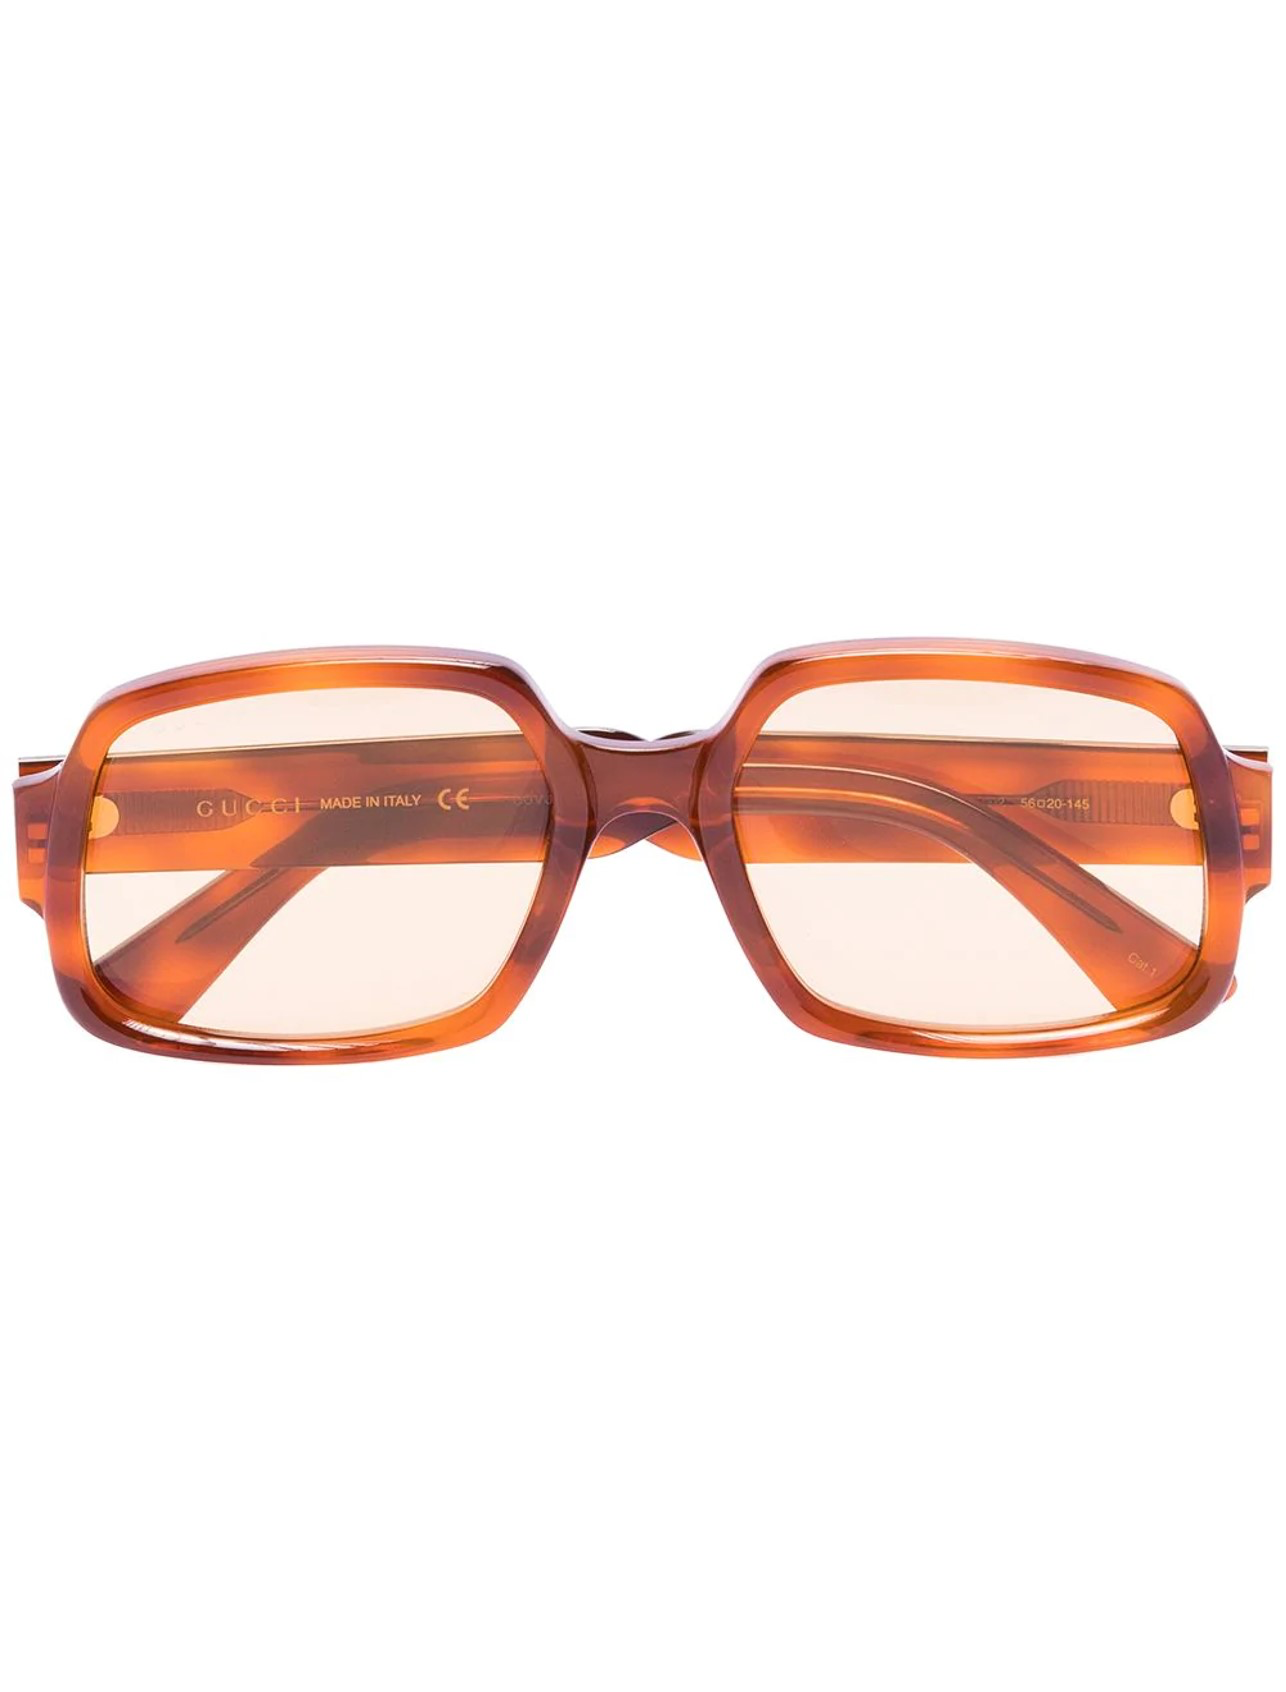 GUCCI MADE IN ITALY CE
56□20-145
Cat.1